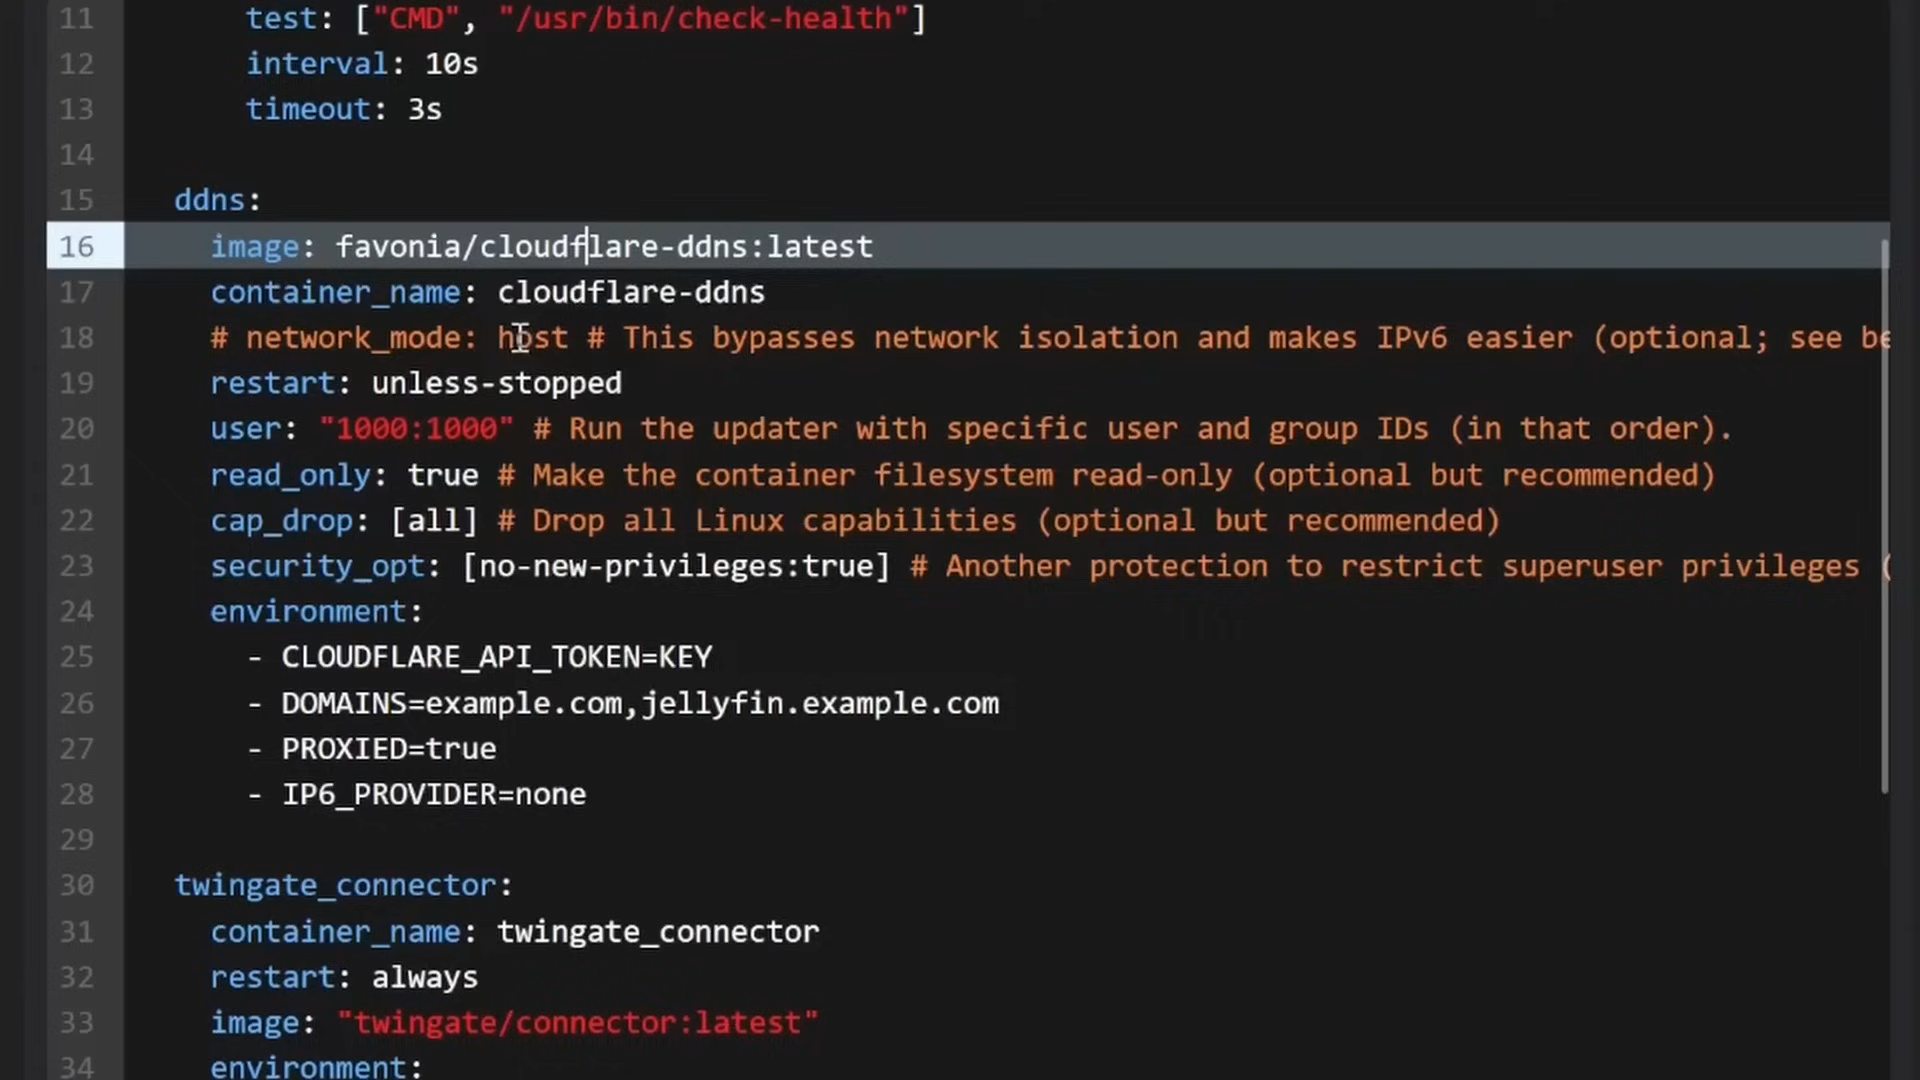 11 test: ["CMD", "/usr/bin/check-health"]
12 interval: 10s
13 timeout: 3s
14
15 ddns:
16 image: favonia/cloudflare-ddns:latest
17 container_name: cloudflare-ddns
18 # network_mode: host # This bypasses network isolation and makes IPv6 easier (optional; see be
19 restart: unless-stopped
20 user: "1000:1000" # Run the updater with specific user and group IDs (in that order).
21 read_only: true # Make the container filesystem read-only (optional but recommended)
22 cap_drop: [all] # Drop all Linux capabilities (optional but recommended)
23 security_opt: [no-new-privileges:true] # Another protection to restrict superuser privileges (
24 environment:
25 - CLOUDFLARE_API_TOKEN=KEY
26 - DOMAINS=example.com,jellyfin.example.com
27 - PROXIED=true
28 - IP6_PROVIDER=none
29
30 twingate_connector:
31 container_name: twingate_connector
32 restart: always
33 image: "twingate/connector:latest"
34 environment: